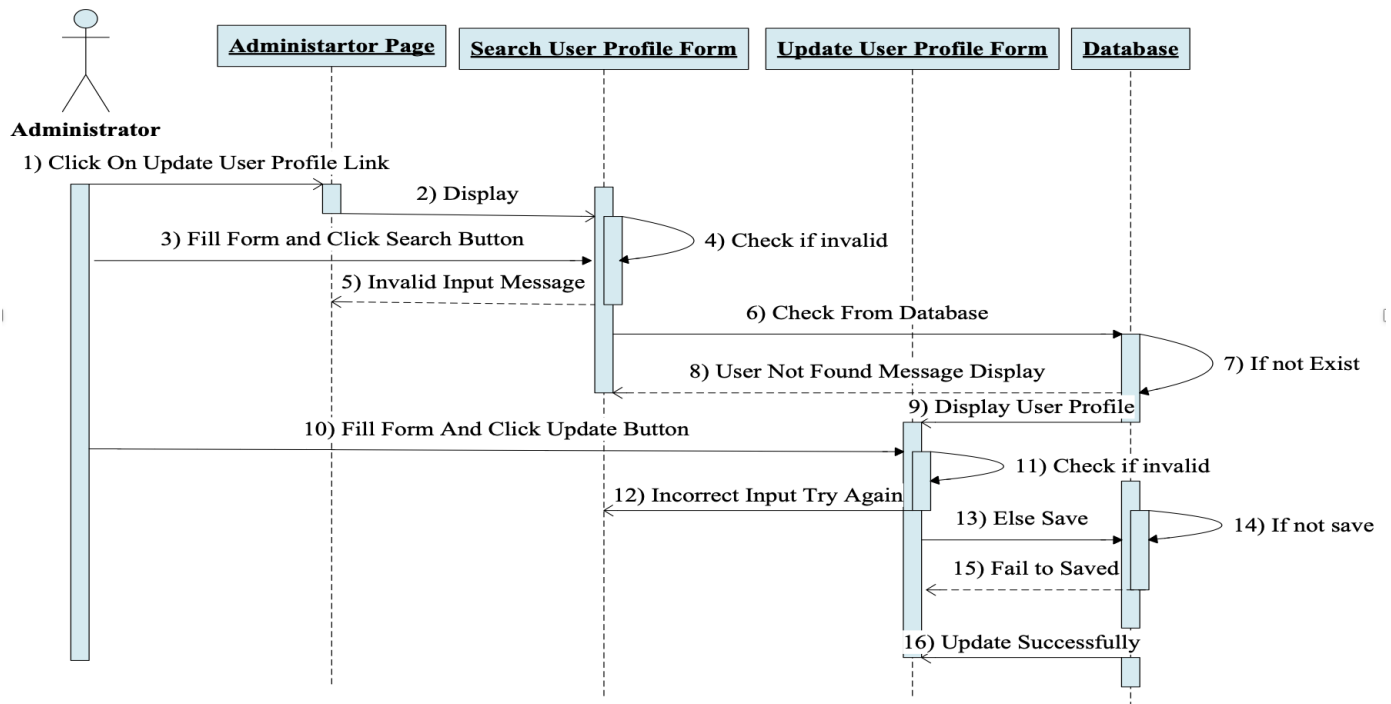 Administartor Page
Search User Profile Form
Update User Profile Form
Database
Administrator
1) Click On Update User Profile Link
2) Display
3) Fill Form and Click Search Button
4) Check if invalid
5) Invalid Input Message
6) Check From Database
7) If not Exist
8) User Not Found Message Display
9) Display User Profile
10) Fill Form And Click Update Button
11) Check if invalid
12) Incorrect Input Try Again
13) Else Save
14) If not save
15) Fail to Saved
16) Update Successfully